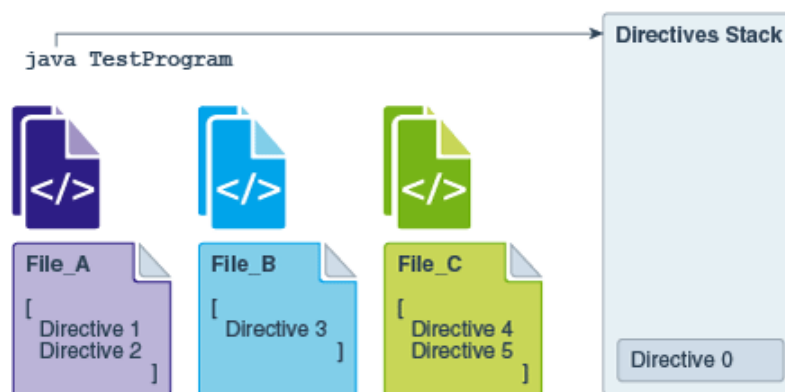 Directives Stack
java TestProgram
</>
</>
</>
File_A
[
Directive 1
Directive 2
]
File_B
[
Directive 3
]
File_C
[
Directive 4
Directive 5
]
Directive 0